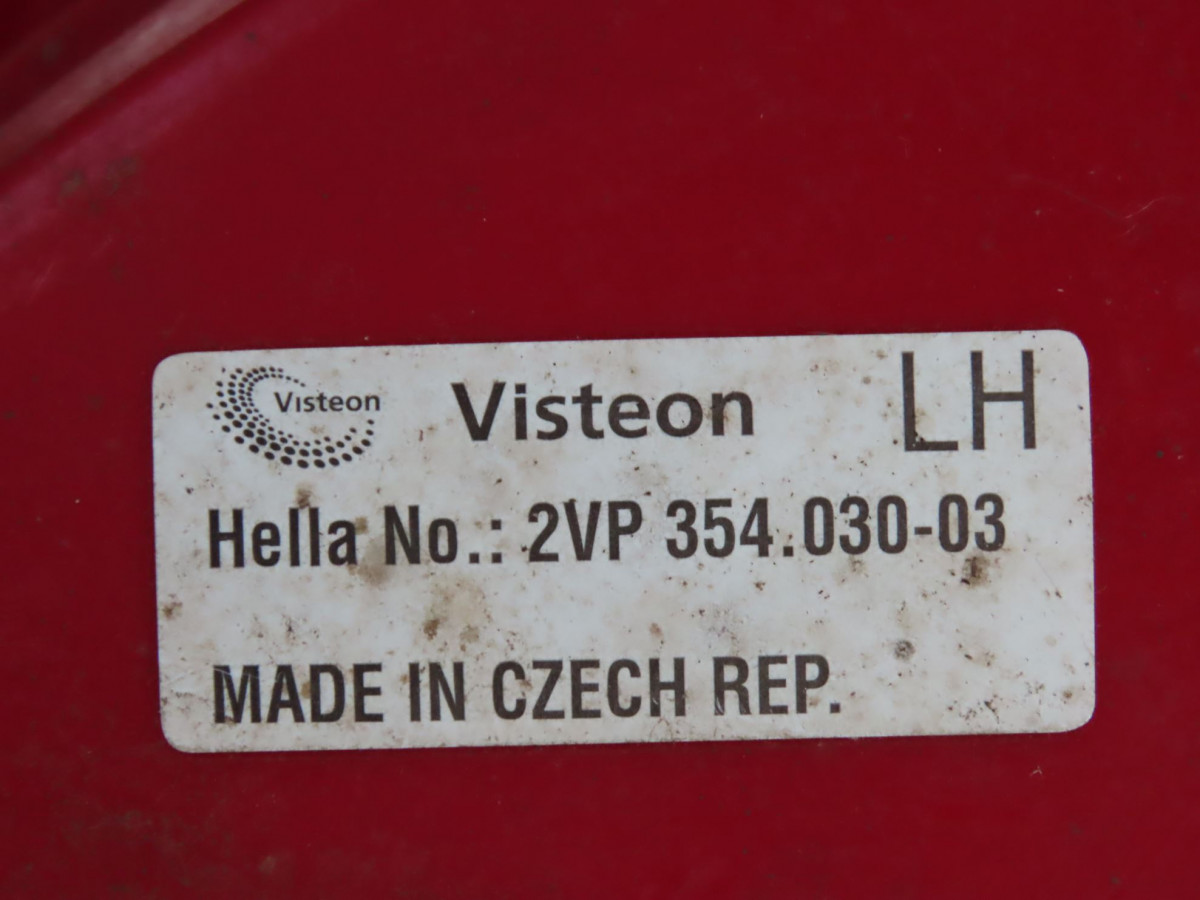 Visteon Visteon LH
Hella No.: 2VP 354.030-03
MADE IN CZECH REP.